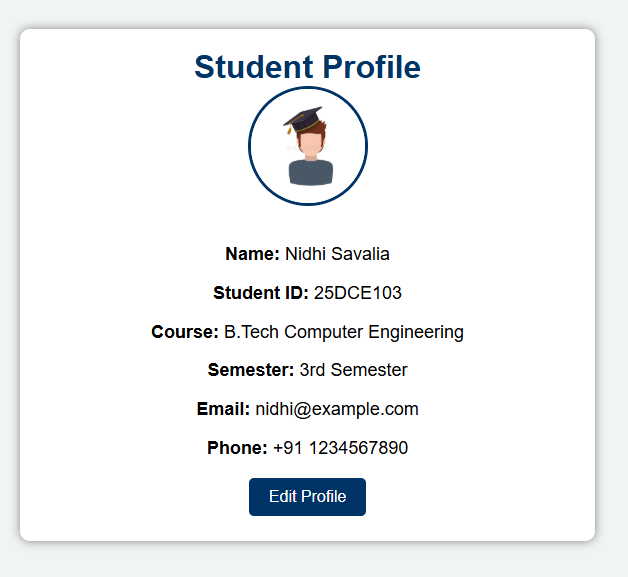 Student Profile
Name: Nidhi Savalia
Student ID: 25DCE103
Course: B.Tech Computer Engineering
Semester: 3rd Semester
Email: nidhi@example.com
Phone: +91 1234567890
Edit Profile